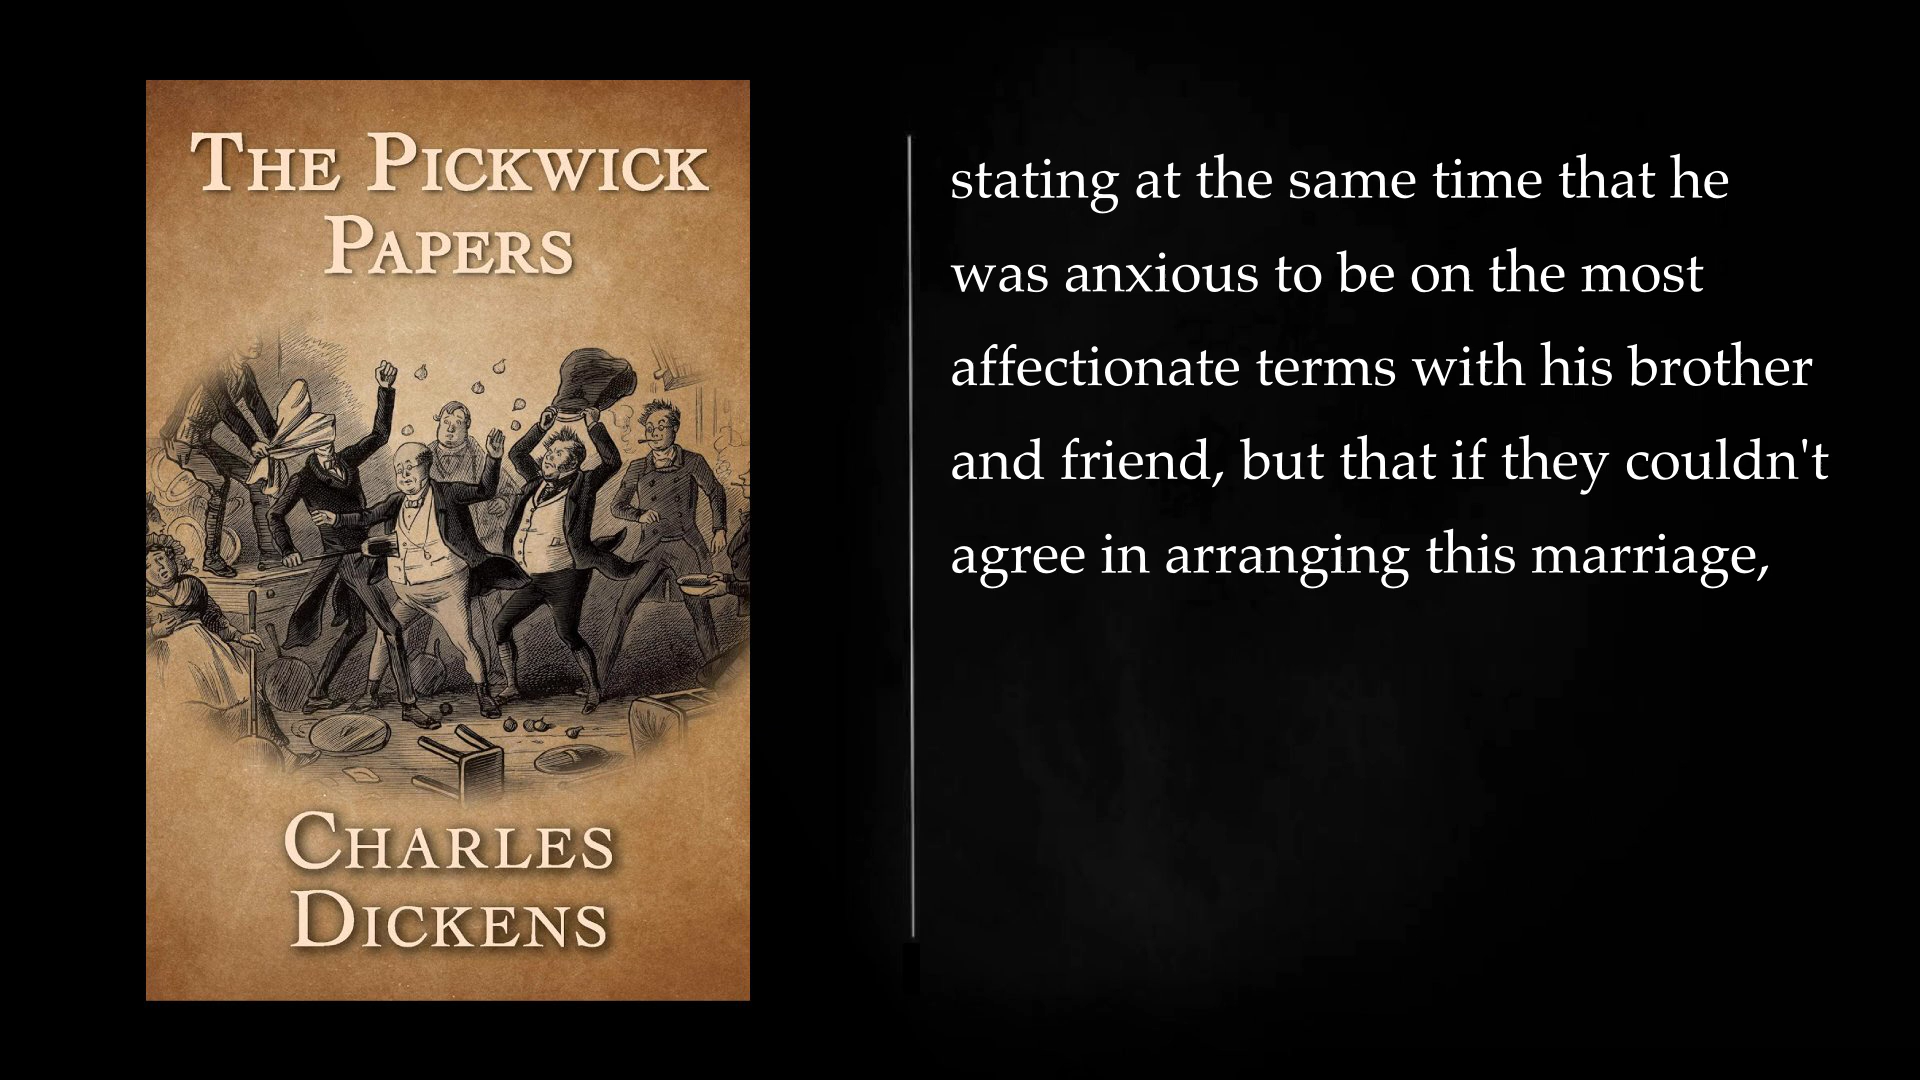 The Pickwick
Papers
Charles
Dickens
stating at the same time that he
was anxious to be on the most
affectionate terms with his brother
and friend, but that if they couldn't
agree in arranging this marriage,